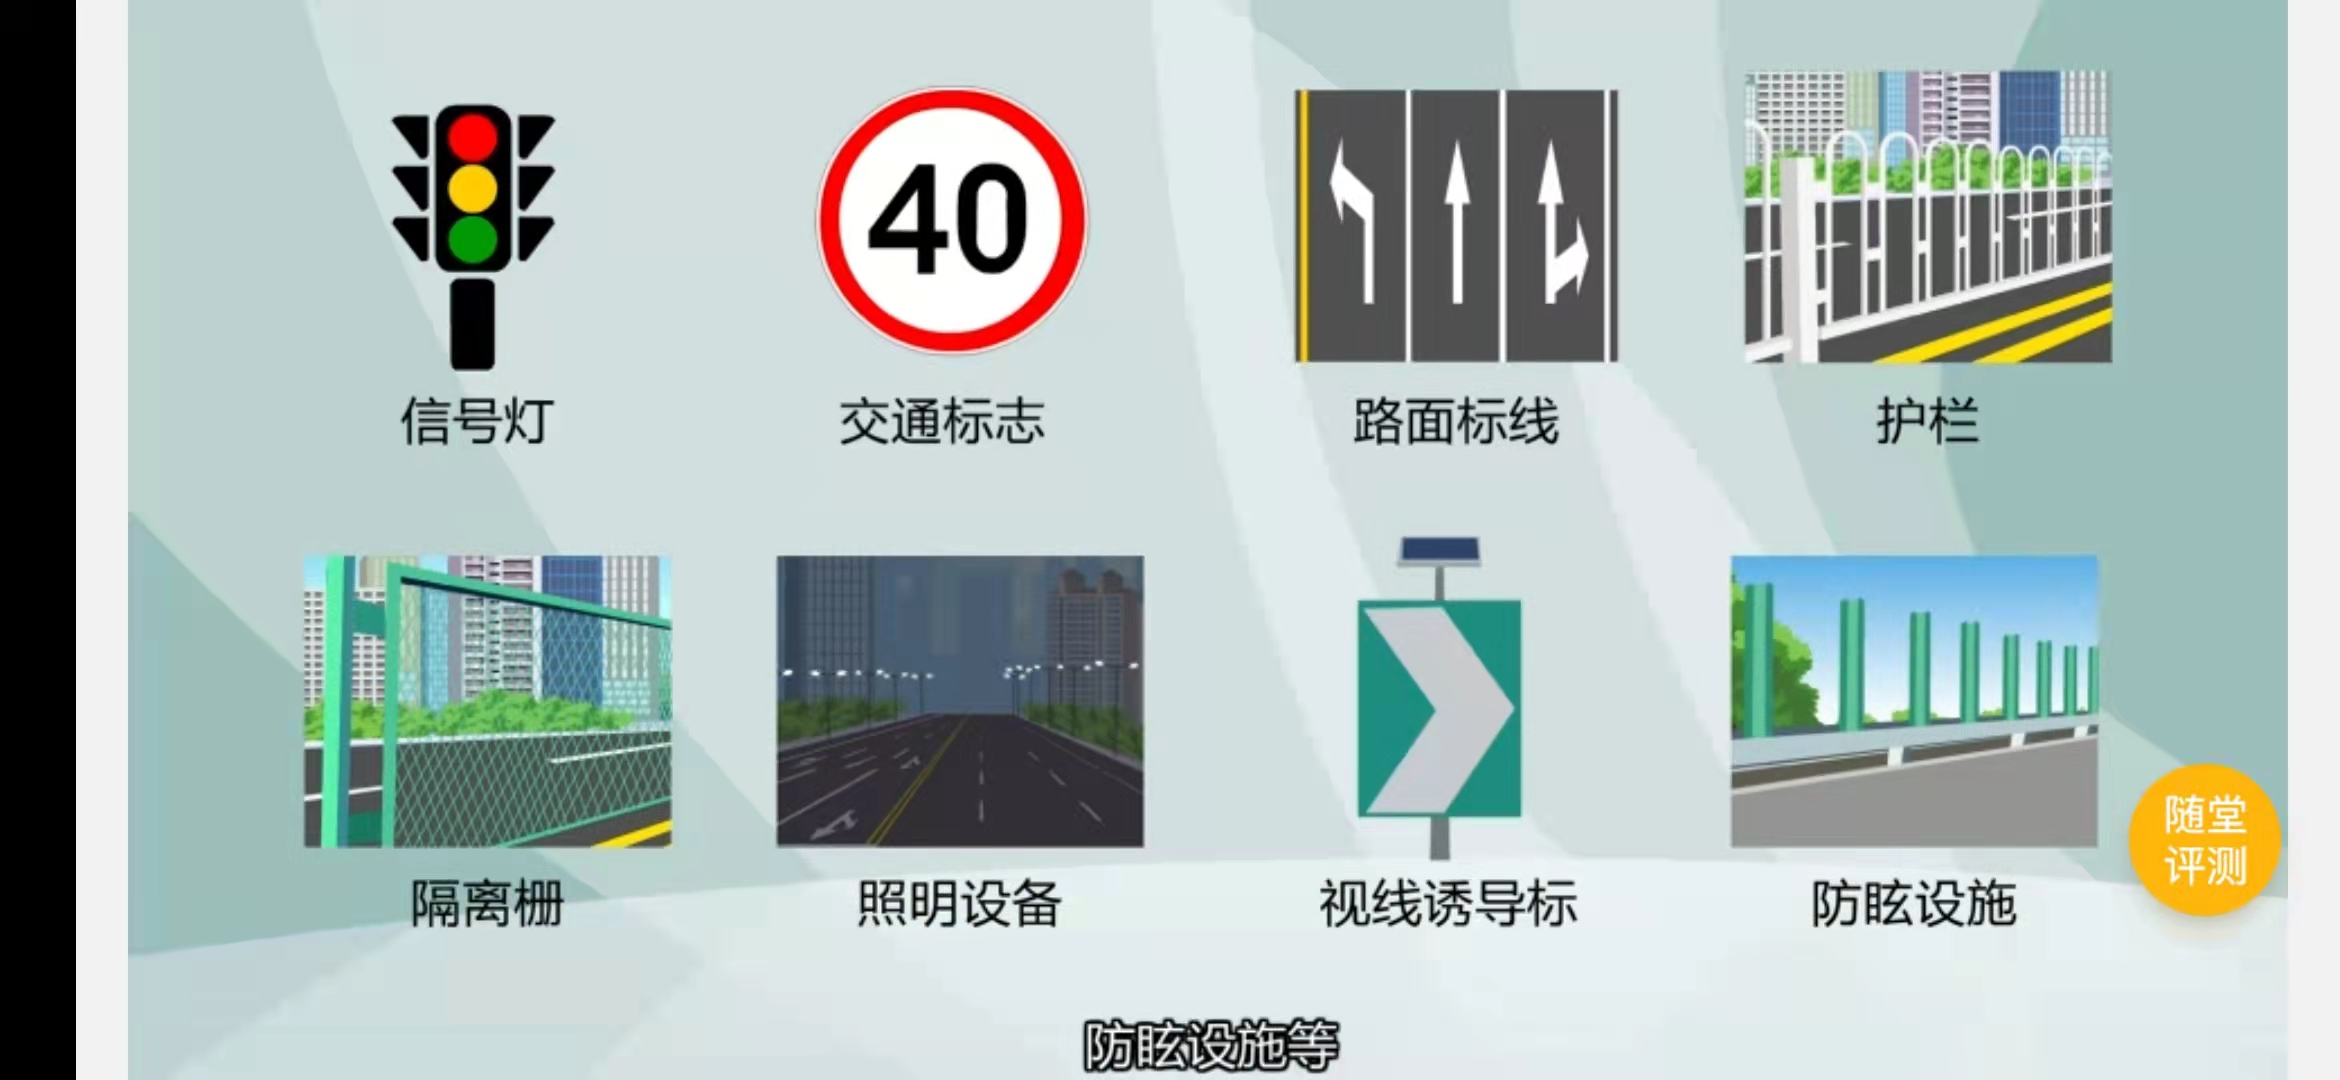 40
信号灯
交通标志
路面标线
护栏
隔离栅
照明设备
视线诱导标
防眩设施
随堂
评测
防眩设施等